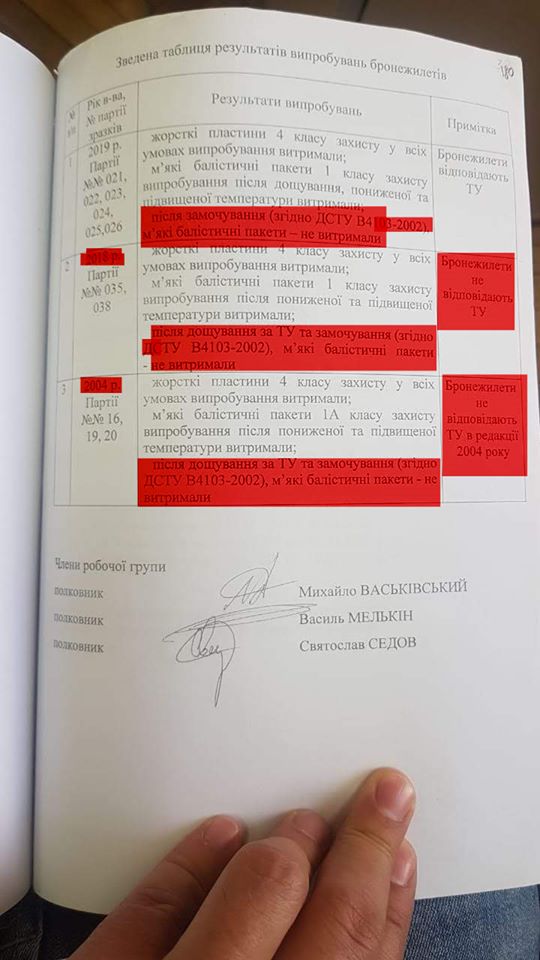 180
Зведена таблиця результатів випробувань бронежилетів
№
з/п
Рік в-ва,
№ партії
зразків
Результати випробувань
Примітка
1
2019 р.
Партії
№№ 021,
022, 023,
024,
025,026
жорсткі пластини 4 класу захисту у всіх
умовах випробування витримали;
м’які балістичні пакети 1 класу захисту
випробування після дощування, пониженої та
підвищеної температури витримали;
після замочування (згідно ДСТУ В4103-2002),
м’які балістичні пакети – не витримали
Бронежилети
відповідають
ТУ
2
2018 р.
Партії
№№ 035,
038
жорсткі пластини 4 класу захисту у всіх
умовах випробування витримали;
м’які балістичні пакети 1 класу захисту
випробування після пониженої та підвищеної
температури витримали;
після дощування за ТУ та замочування (згідно
ДСТУ В4103-2002), м’які балістичні пакети
- не витримали
Бронежилети
не
відповідають
ТУ
3
2004 р.
Партії
№№ 16,
19, 20
жорсткі пластини 4 класу захисту у всіх
умовах випробування витримали;
м’які балістичні пакети 1А класу захисту
випробування після пониженої та підвищеної
температури витримали;
після дощування за ТУ та замочування (згідно
ДСТУ В4103-2002), м’які балістичні пакети - не
витримали
Бронежилети
не
відповідають
ТУ в редакції
2004 року
Члени робочої групи
полковник Михайло ВАСЬКІВСЬКИЙ
полковник Василь МЕЛЬКІН
полковник Святослав СЕДОВ